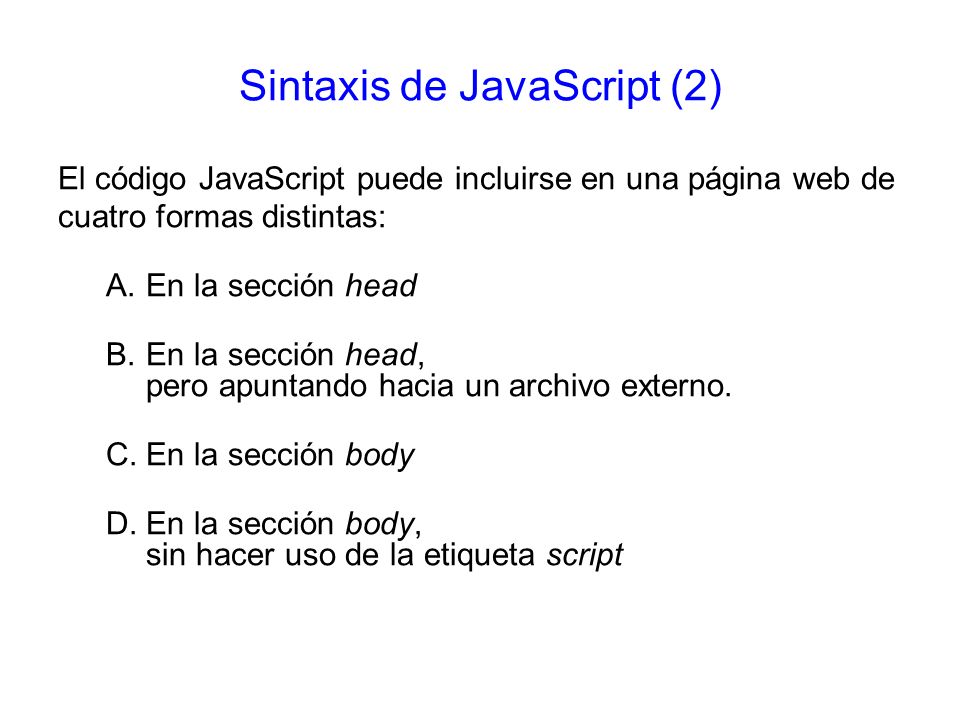 Sintaxis de JavaScript (2)
El código JavaScript puede incluirse en una página web de
cuatro formas distintas:
A. En la sección head
B. En la sección head,
pero apuntando hacia un archivo externo.
C. En la sección body
D. En la sección body,
sin hacer uso de la etiqueta script